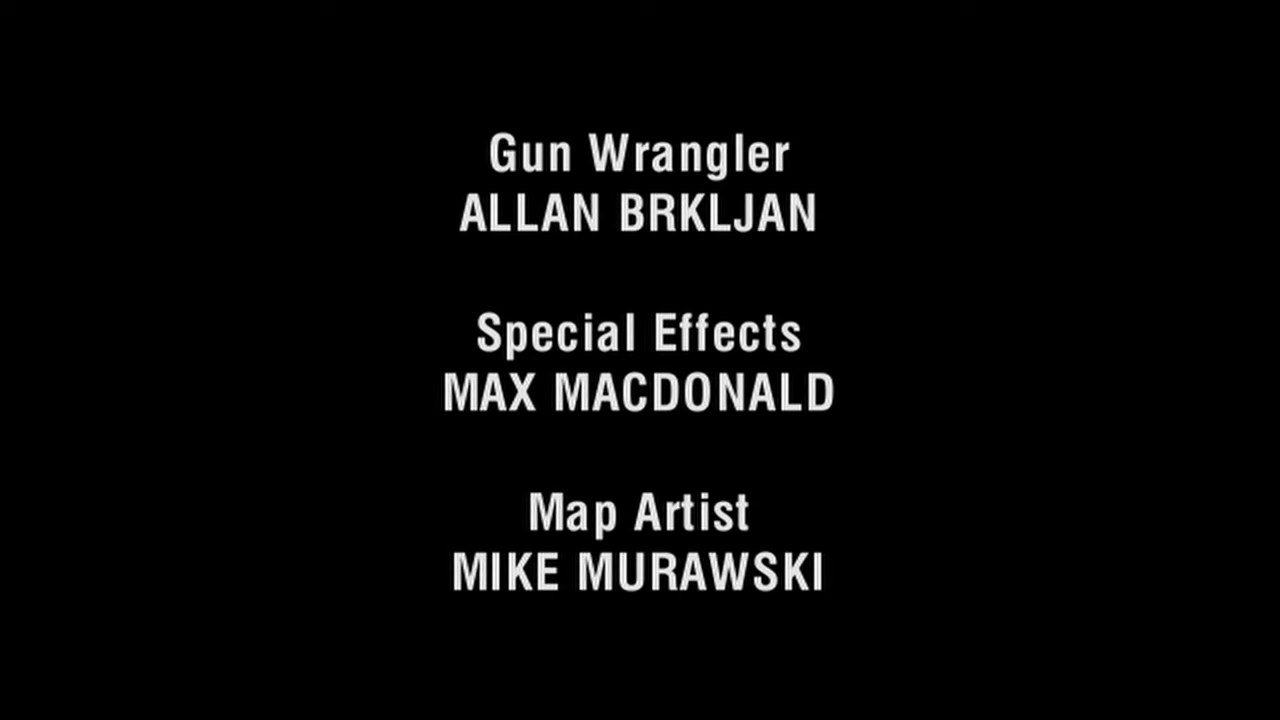 Gun Wrangler
ALLAN BRKLJAN
Special Effects
MAX MACDONALD
Map Artist
MIKE MURAWSKI